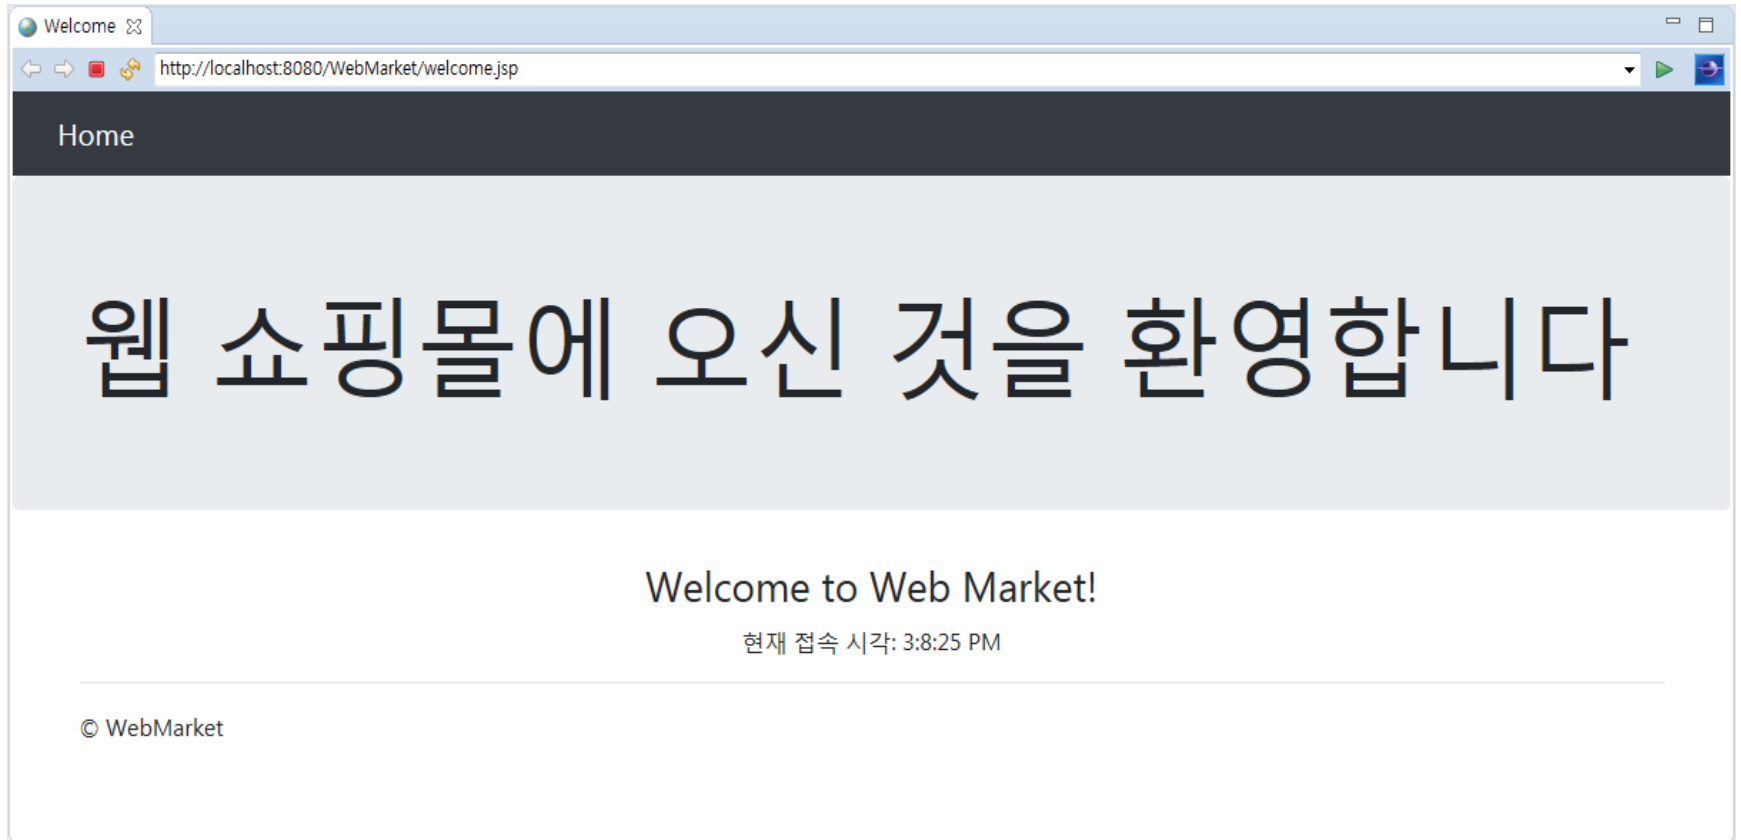 Welcome
http://localhost:8080/WebMarket/welcome.jsp
Home
웹 쇼핑몰에 오신 것을 환영합니다
Welcome to Web Market!
현재 접속 시각: 3:8:25 PM
© WebMarket